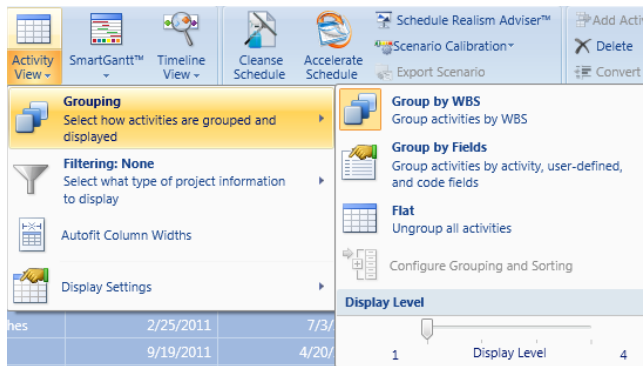 Activity View
SmartGantt™
Timeline View
Cleanse Schedule
Accelerate Schedule
Schedule Realism Adviser™
Scenario Calibration
Export Scenario
Add
Delete
Convert
Grouping
Select how activities are grouped and
displayed
Filtering: None
Select what type of project information
to display
Autofit Column Widths
Display Settings
Group by WBS
Group activities by WBS
Group by Fields
Group activities by activity, user-defined,
and code fields
Flat
Ungroup all activities
Configure Grouping and Sorting
Display Level
1 Display Level 4
hes 2/25/2011 7/3/
9/19/2011 4/20/